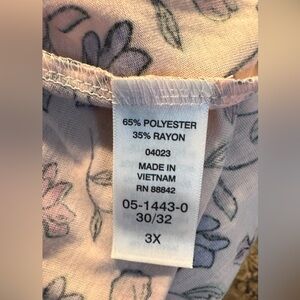 65% POLYESTER
35% RAYON
04023
MADE IN
VIETNAM
RN 88842
05-1443-0
30/32
3X